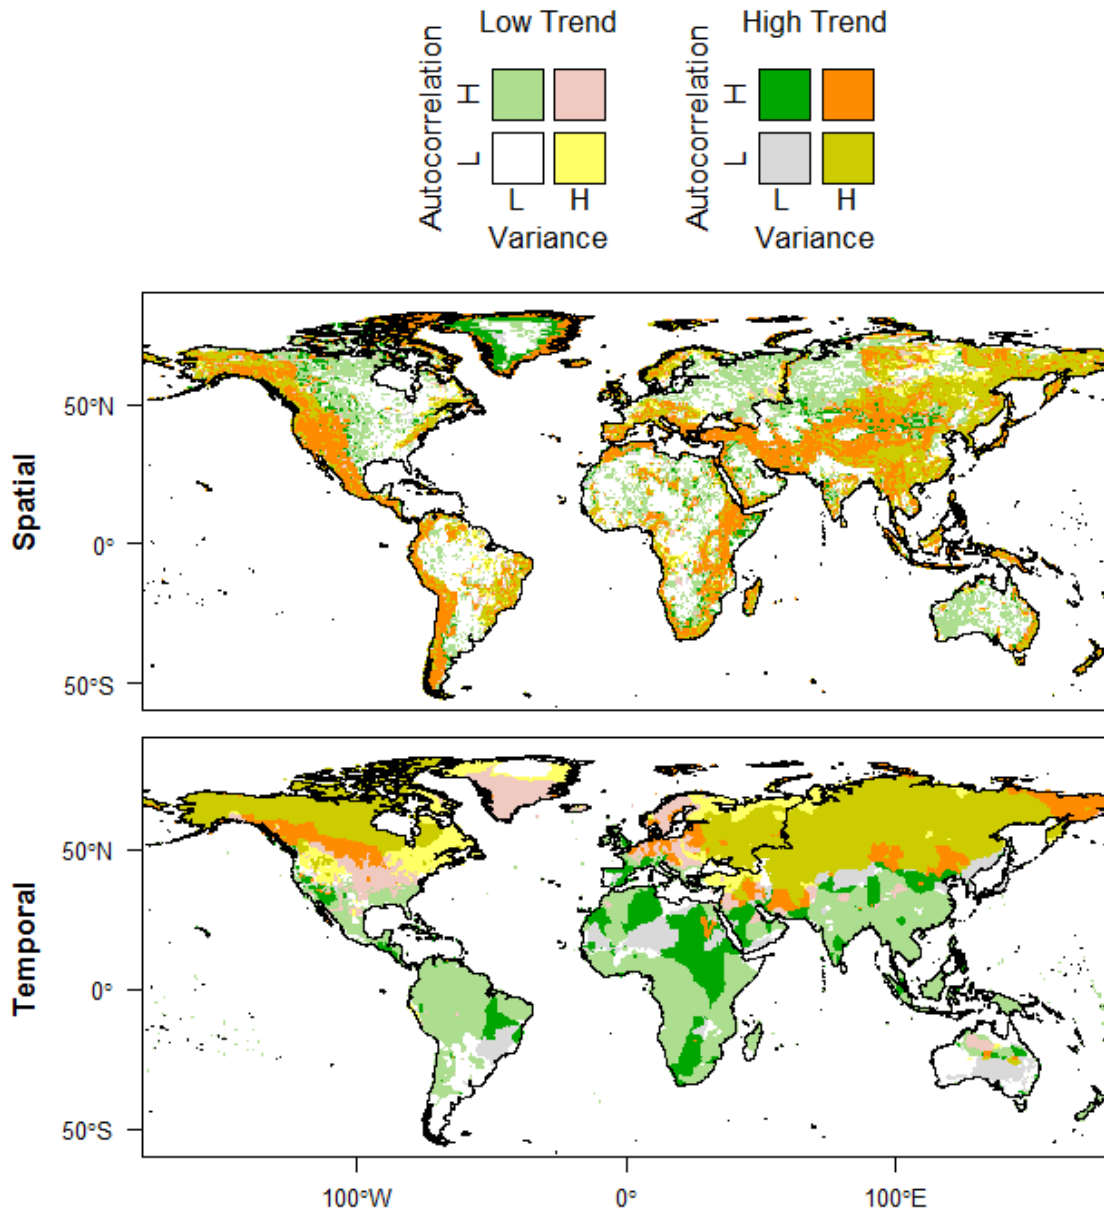 Low Trend
High Trend
Autocorrelation
H
L
L
H
Variance
Autocorrelation
H
L
L
H
Variance
Spatial
50°N
0°
50°S
Temporal
50°N
0°
50°S
100°W
0°
100°E